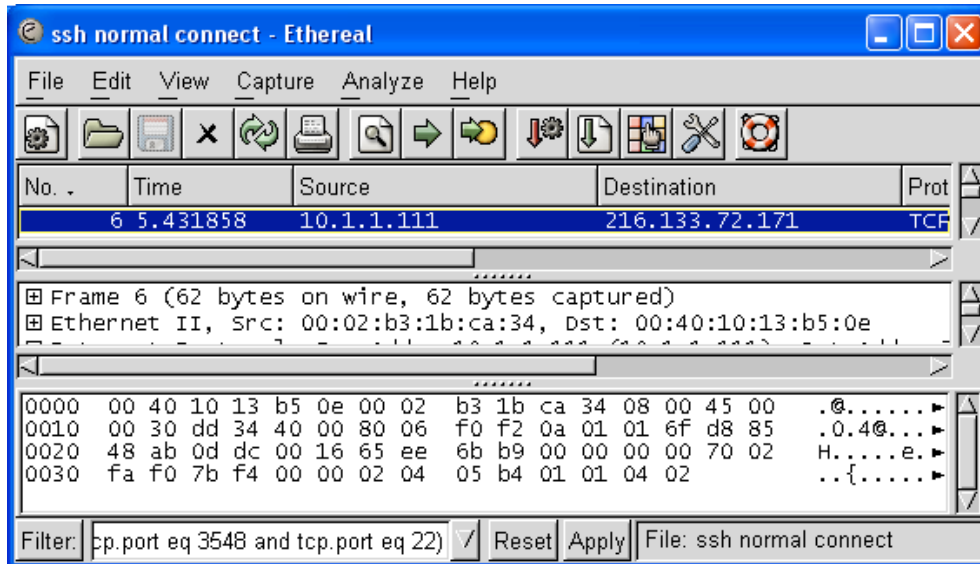 ssh normal connect - Ethereal
File Edit View Capture Analyze Help
No. Time Source Destination Prot
6 5.431858 10.1.1.111 216.133.72.171 TCP
Frame 6 (62 bytes on wire, 62 bytes captured)
Ethernet II, Src: 00:02:b3:1b:ca:34, Dst: 00:40:10:13:b5:0e
0000 00 40 10 13 b5 0e 00 02 b3 1b ca 34 08 00 45 00 .@......
0010 00 30 dd 34 40 00 80 06 f0 f2 0a 01 01 6f d8 85 .0.4@...
0020 48 ab 0d dc 00 16 65 ee 6b b9 00 00 00 00 70 02 H.....e.
0030 fa f0 7b f4 00 00 02 04 05 b4 01 01 04 02 ..{.....
Filter: cp.port eq 3548 and tcp.port eq 22) Reset Apply File: ssh normal connect